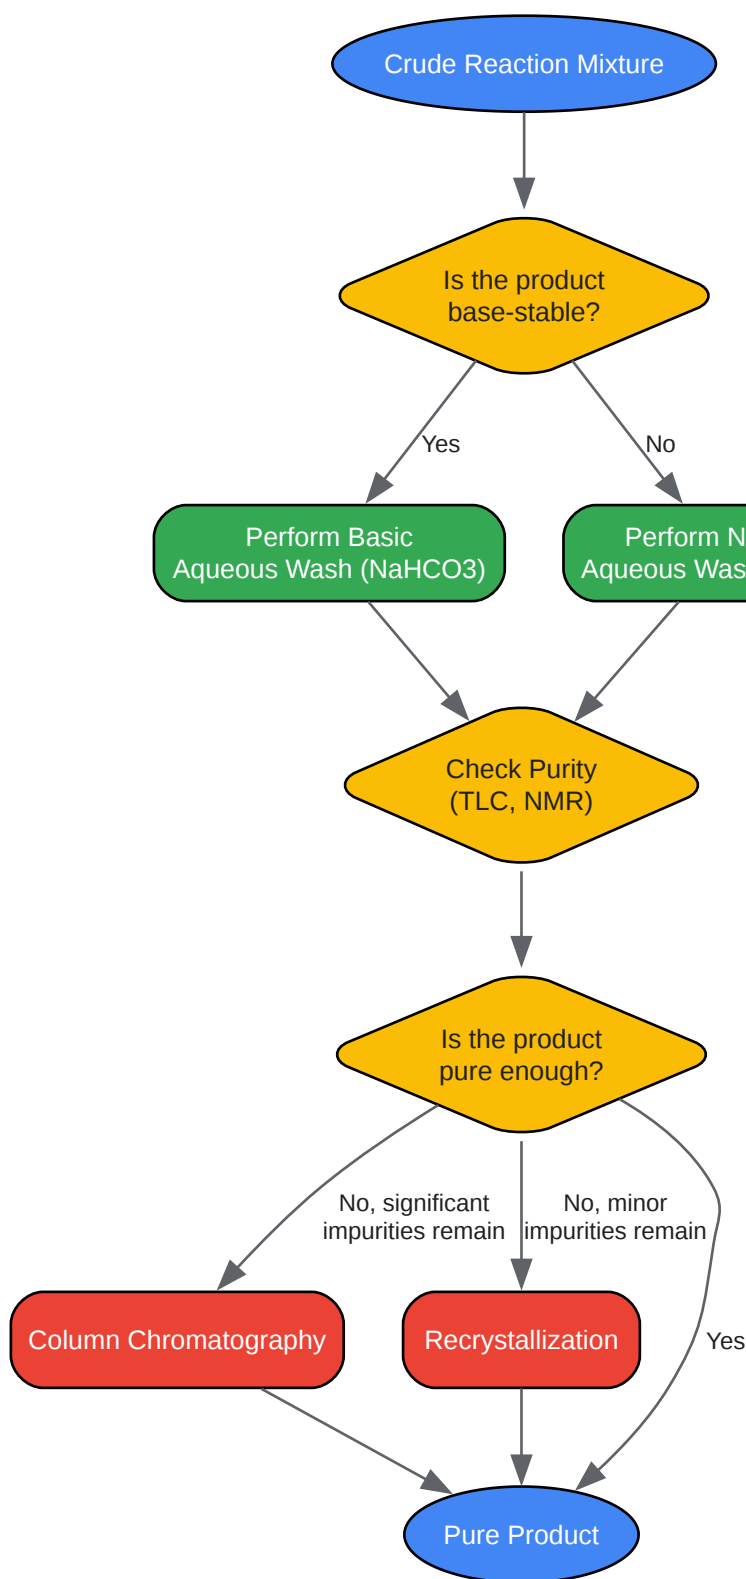 Crude Reaction Mixture
Is the product
base-stable?
Yes
No
Perform Basic
Aqueous Wash (NaHCO3)
Perform
Aqueous
Check Purity
(TLC, NMR)
Is the product
pure enough?
No, significant
impurities remain
No, minor
impurities remain
Column Chromatography
Recrystallization
Yes
Pure Product